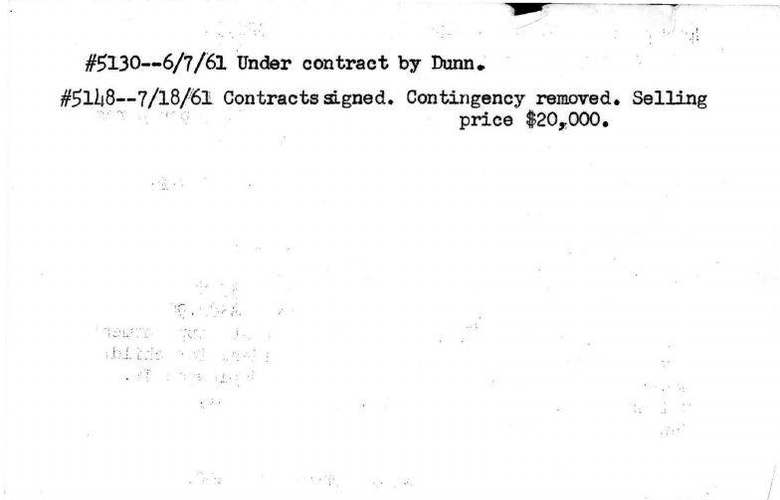 #5130--6/7/61 Under contract by Dunn.
#5148--7/18/61 Contracts signed. Contingency removed. Selling
price $20,000.